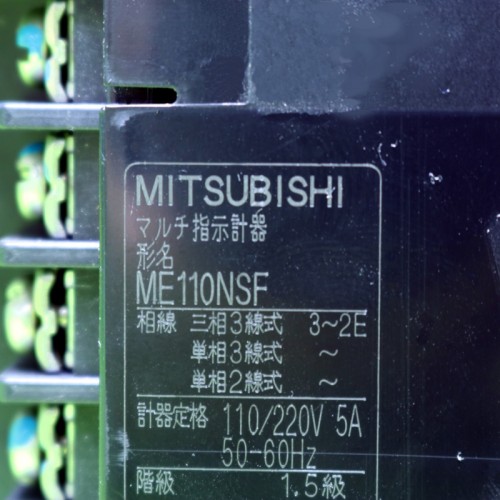 MITSUBISHI
マルチ指示計器
形名
ME110NSF
相線 三相3線式 3~2E
単相3線式 ~
単相2線式 ~
計器定格 110/220V 5A
50-60Hz
階級 1.5級